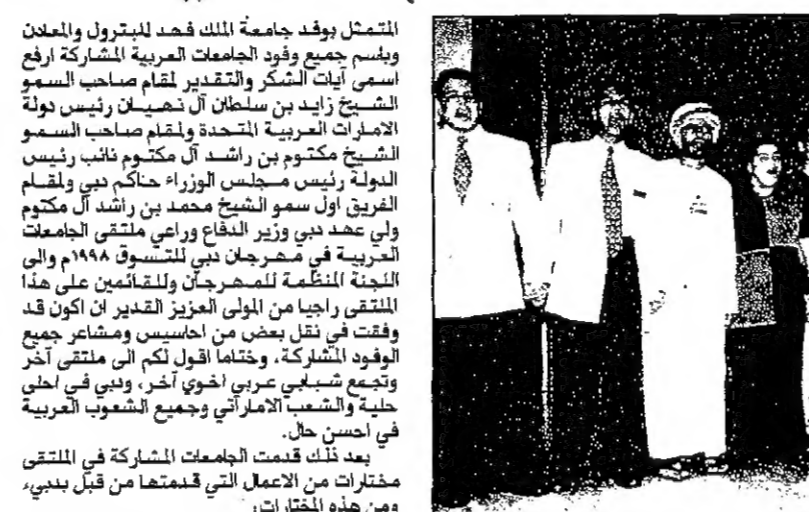 المتمثل بوفد جامعة الملك فهد للبترول والمعادن
وباسم جميع وفود الجامعات العربية المشاركة ارفع
اسمى آيات الشكر والتقدير لمقام صاحب السمو
الشيخ زايد بن سلطان آل نهيان رئيس دولة
الامارات العربية المتحدة ولمقام صاحب السمو
الشيخ مكتوم بن راشد آل مكتوم نائب رئيس
الدولة رئيس مجلس الوزراء حاكم دبي ولمقام
الفريق اول سمو الشيخ محمد بن راشد آل مكتوم
ولي عهد دبي وزير الدفاع وراعي ملتقى الجامعات
العربية في مهرجان دبي للتسوق ١٩٩٨م والى
اللجنة المنظمة للمهرجان وللقائمين على هذا
الملتقى راجيا من المولى العزيز القدير ان اكون قد
وفقت في نقل بعض من احاسيس ومشاعر جميع
الوفود المشاركة، وختاما اقول لكم الى ملتقى آخر
وتجمع شبابي عربي اخوي آخر، ودبي في احلى
حلية والشعب الاماراتي وجميع الشعوب العربية
في احسن حال.
بعد ذلك قدمت الجامعات المشاركة في الملتقى
مختارات من الاعمال التي قدمتها من قبل بدبي،
ومن هذه المختارات: